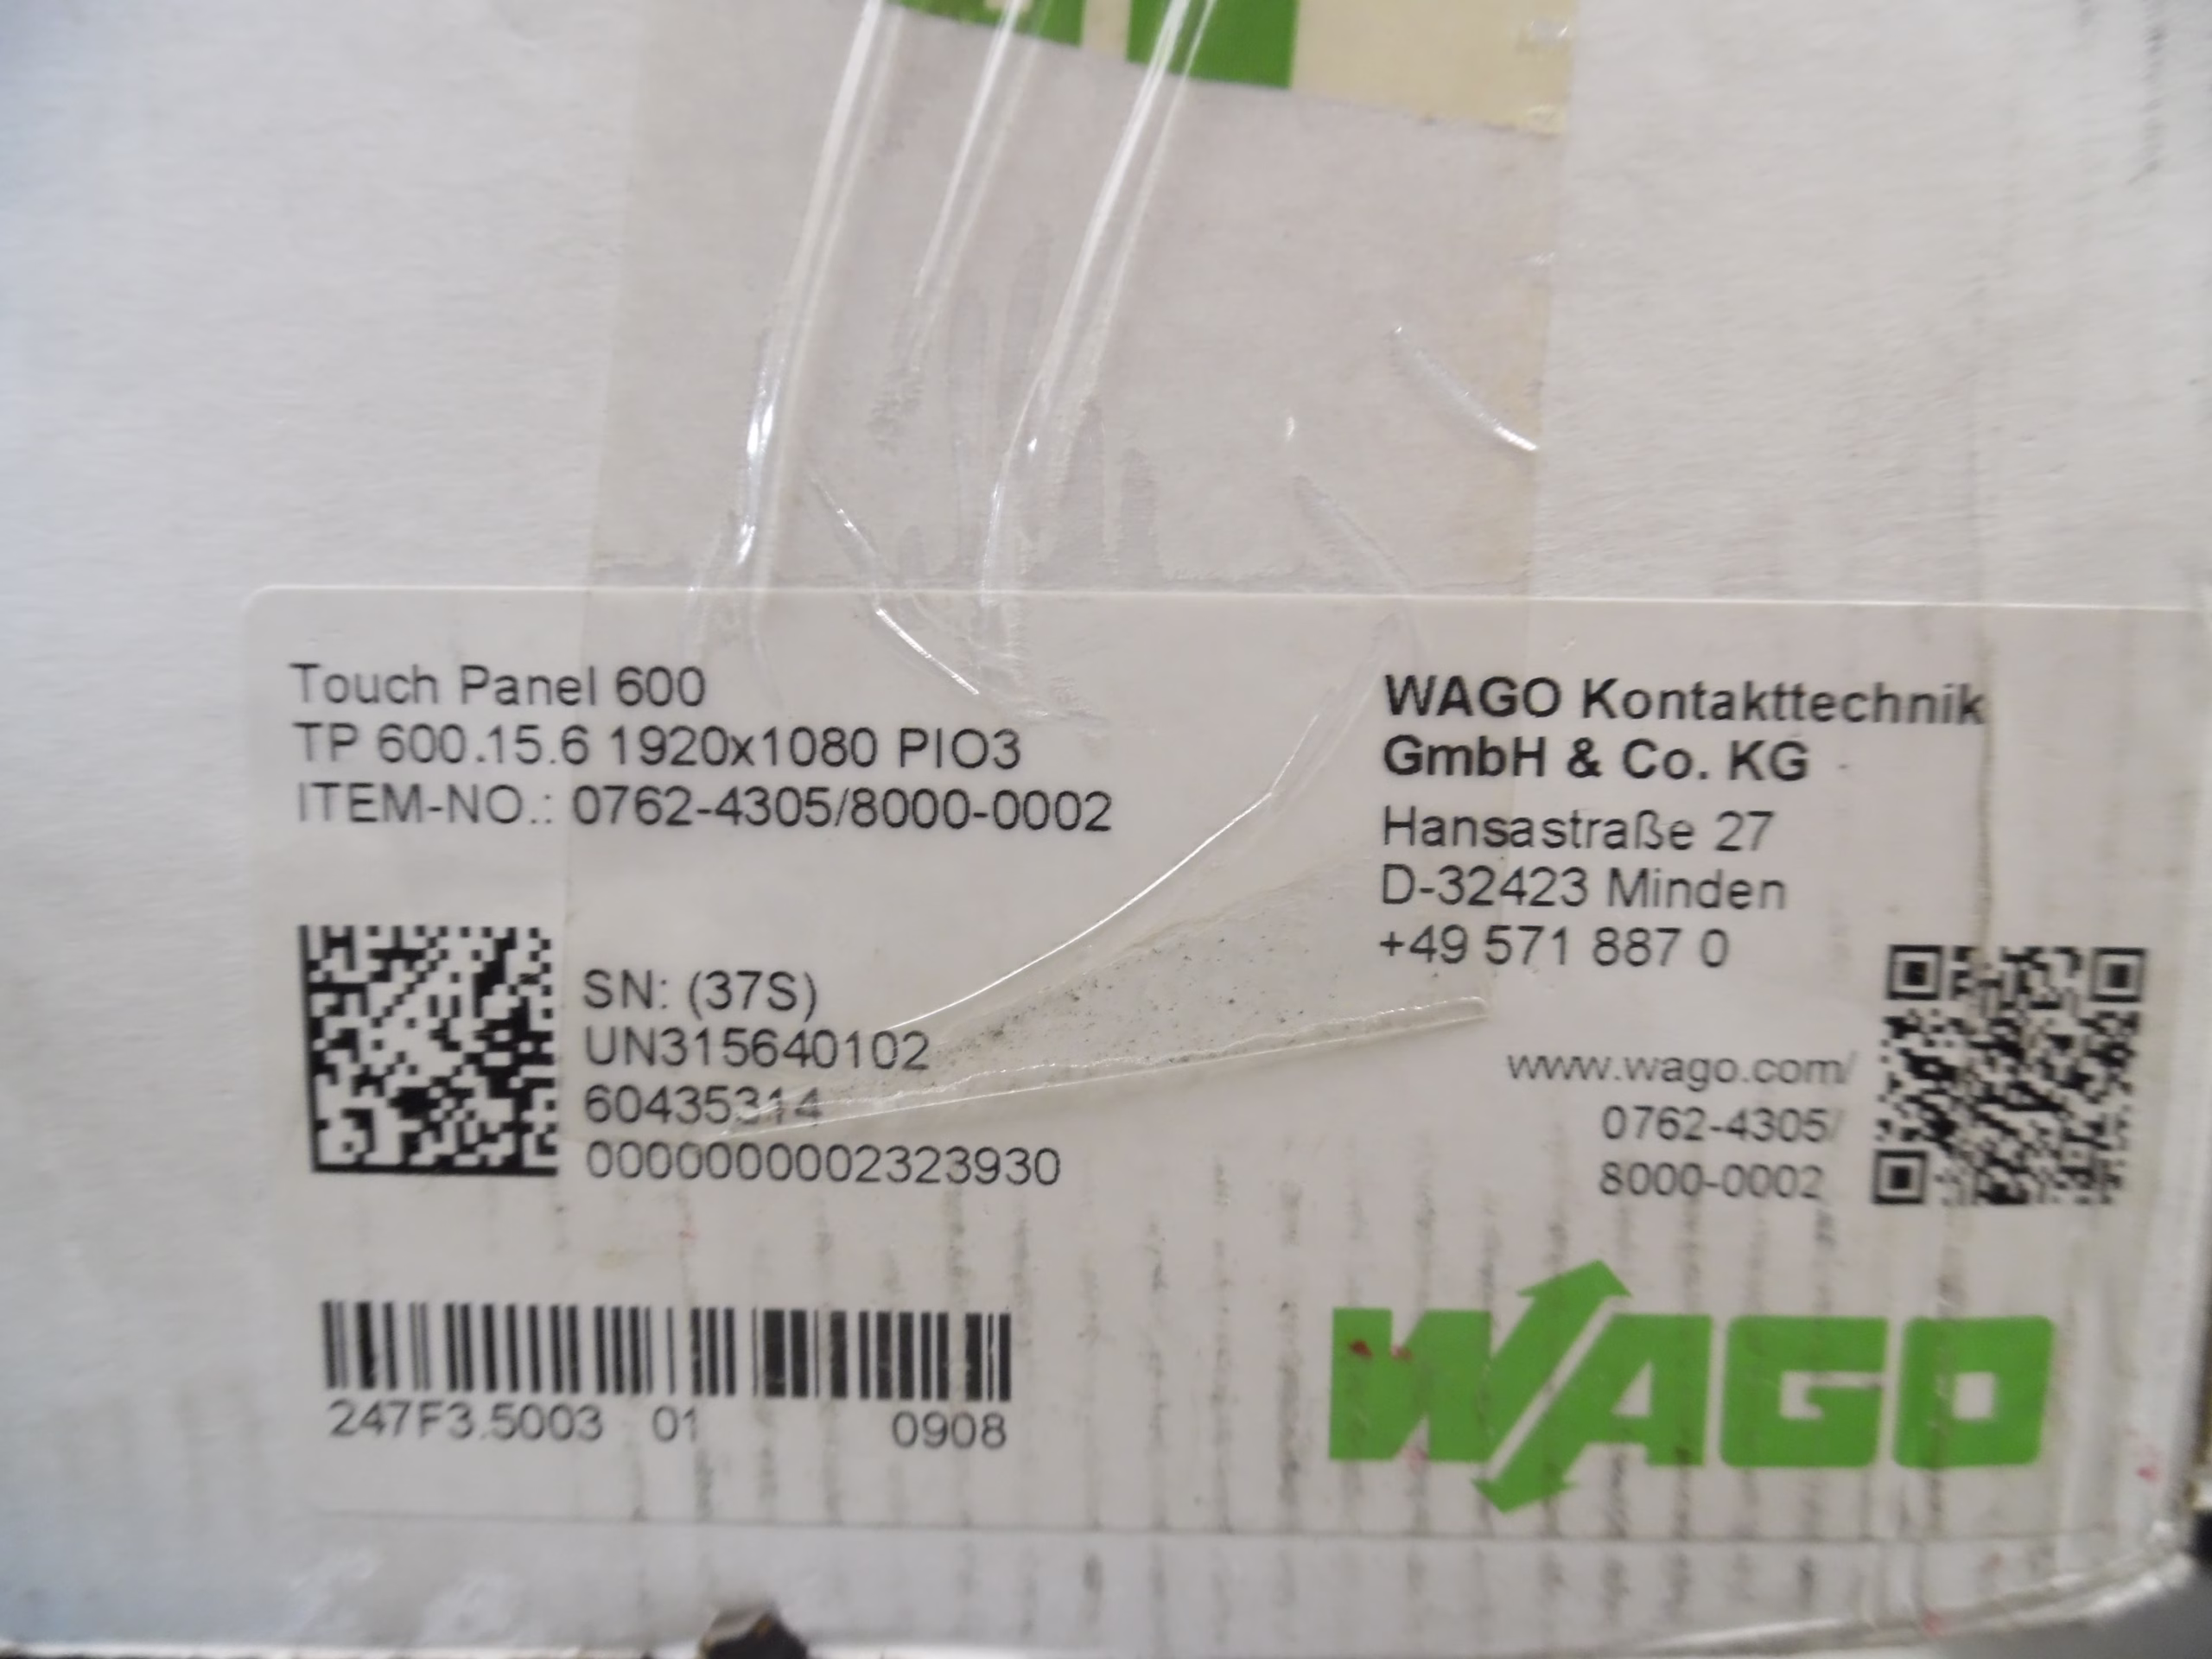 Touch Panel 600
TP 600.15.6 1920x1080 PIO3
ITEM-NO.: 0762-4305/8000-0002
SN: (37S)
UN315640102
60435314
0000000002323930
247F3.5003 01 0908
WAGO Kontakttechnik
GmbH & Co. KG
Hansastraße 27
D-32423 Minden
+49 571 887 0
www.wago.com/
0762-4305/
8000-0002
WAGO